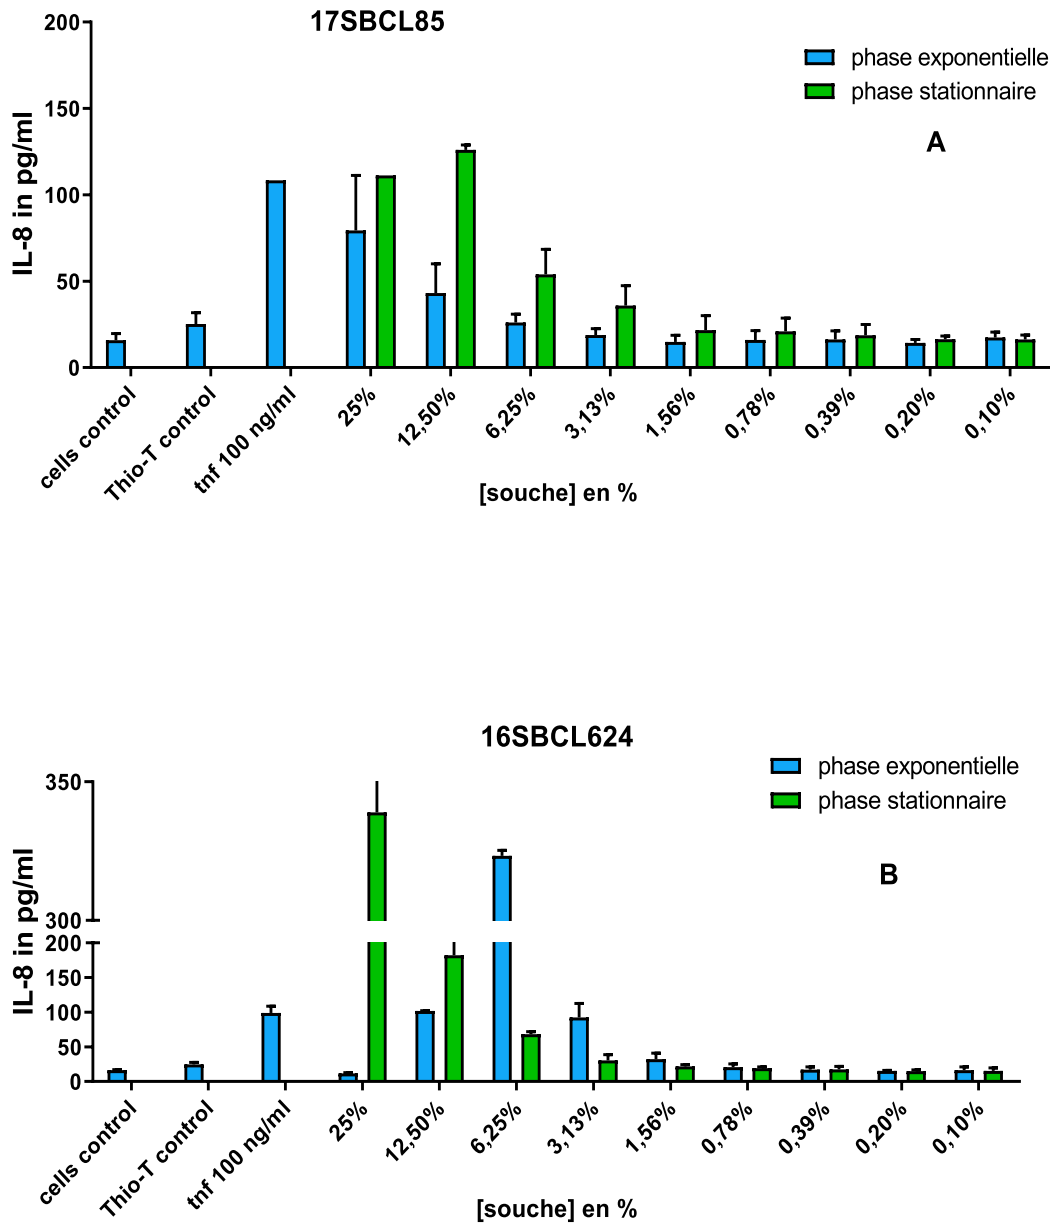 17SBCL85
200
150
100
50
0
IL-8 in pg/ml
phase exponentielle
phase stationnaire
A
cells control
Thio-T control
tnf 100 ng/ml
25%
12,50%
6,25%
3,13%
1,56%
0,78%
0,39%
0,20%
0,10%
[souche] en %
16SBCL624
350
300
200
150
100
50
0
IL-8 in pg/ml
phase exponentielle
phase stationnaire
B
cells control
Thio-T control
tnf 100 ng/ml
25%
12,50%
6,25%
3,13%
1,56%
0,78%
0,39%
0,20%
0,10%
[souche] en %